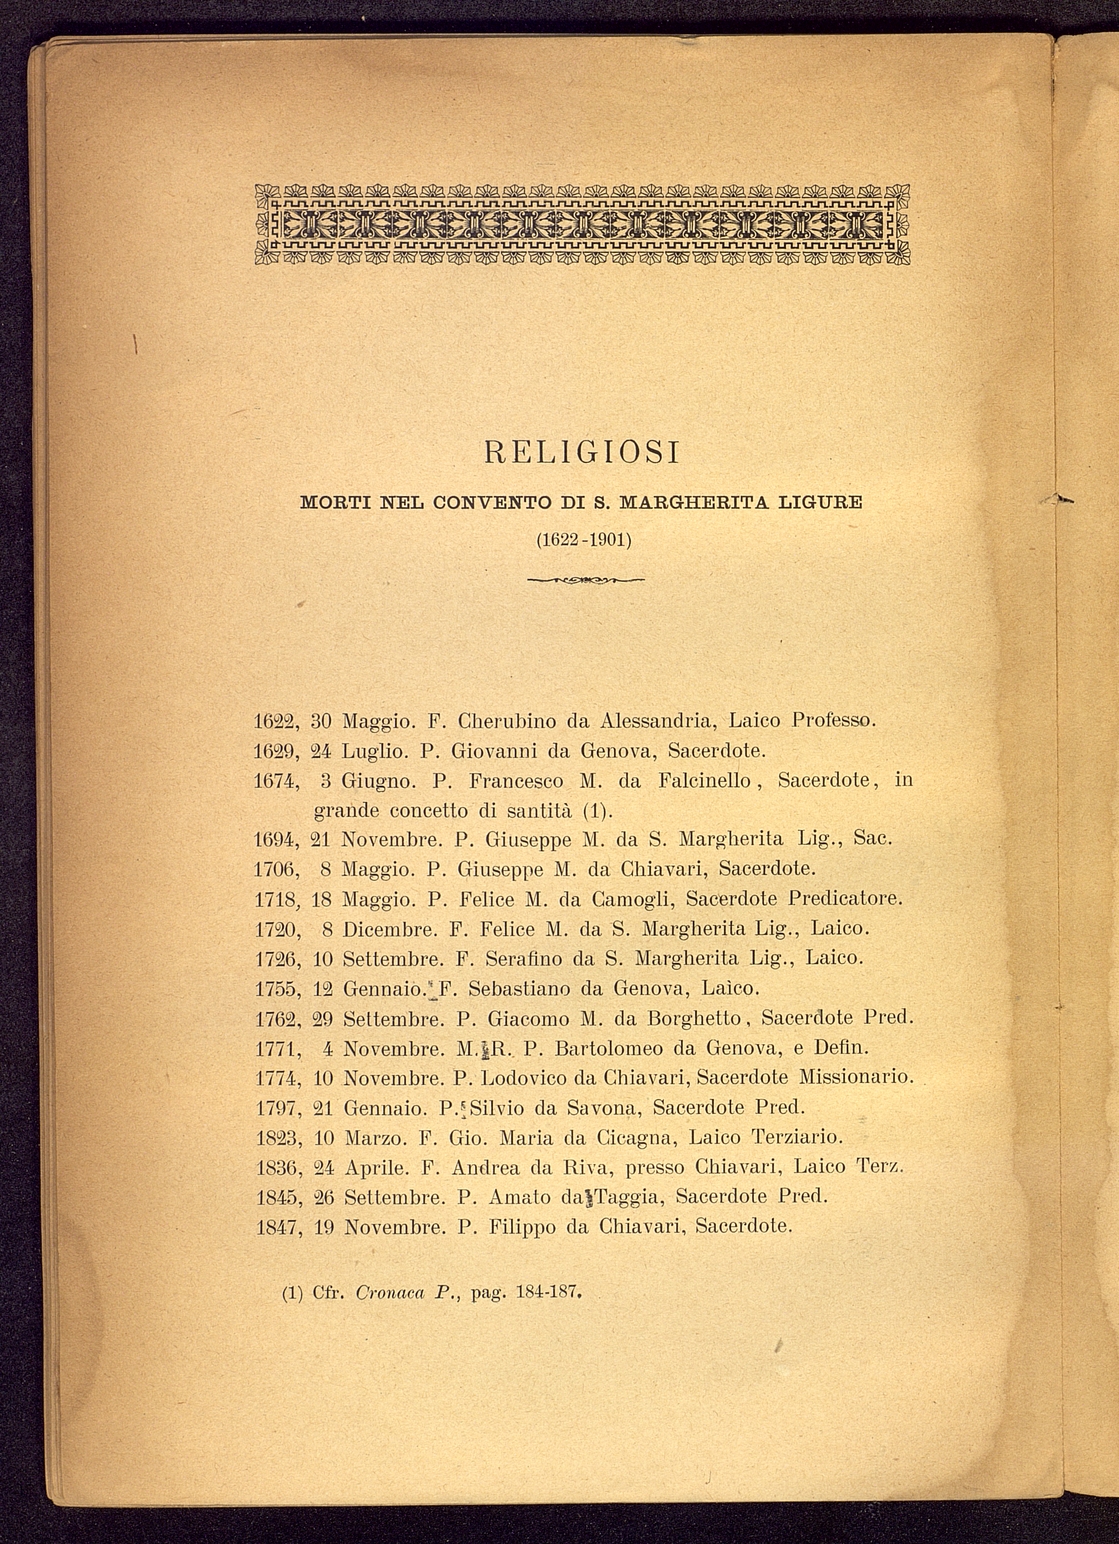 RELIGIOSI
MORTI NEL CONVENTO DI S. MARGHERITA LIGURE
(1622-1901)
1622, 30 Maggio. F. Cherubino da Alessandria, Laico Professo.
1629, 24 Luglio. P. Giovanni da Genova, Sacerdote.
1674, 3 Giugno. P. Francesco M. da Falcinello, Sacerdote, in
grande concetto di santità (1).
1694, 21 Novembre. P. Giuseppe M. da S. Margherita Lig., Sac.
1706, 8 Maggio. P. Giuseppe M. da Chiavari, Sacerdote.
1718, 18 Maggio. P. Felice M. da Camogli, Sacerdote Predicatore.
1720, 8 Dicembre. F. Felice M. da S. Margherita Lig., Laico.
1726, 10 Settembre. F. Serafino da S. Margherita Lig., Laico.
1755, 12 Gennaio. F. Sebastiano da Genova, Laico.
1762, 29 Settembre. P. Giacomo M. da Borghetto, Sacerdote Pred.
1771, 4 Novembre. M. R. P. Bartolomeo da Genova, e Defin.
1774, 10 Novembre. P. Lodovico da Chiavari, Sacerdote Missionario.
1797, 21 Gennaio. P. Silvio da Savona, Sacerdote Pred.
1823, 10 Marzo. F. Gio. Maria da Cicagna, Laico Terziario.
1836, 24 Aprile. F. Andrea da Riva, presso Chiavari, Laico Terz.
1845, 26 Settembre. P. Amato da Taggia, Sacerdote Pred.
1847, 19 Novembre. P. Filippo da Chiavari, Sacerdote.
(1) Cfr. Cronaca P., pag. 184-187.